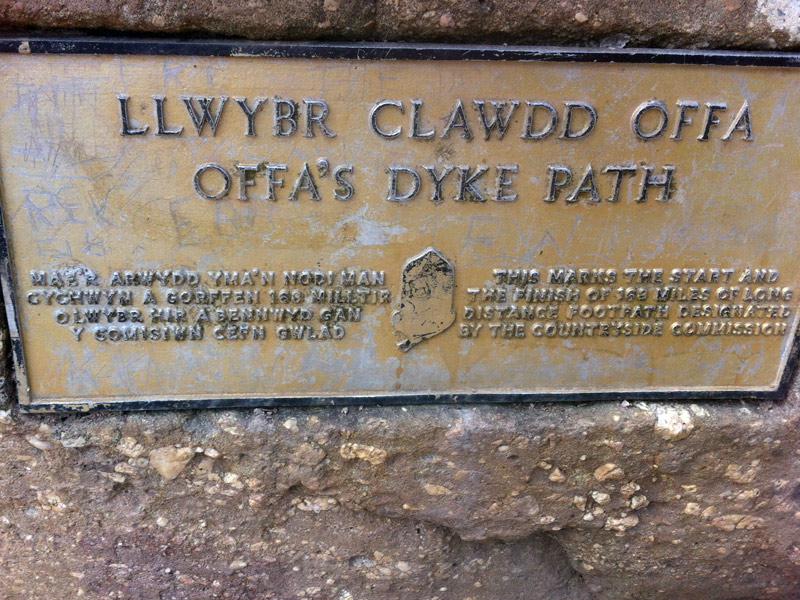 LLWYBR CLAWDD OFFA
OFFA'S DYKE PATH
MAE'R ARWYDD YMA'N NODI MAN
CYCHWYN A GORFFEN 168 MILLTIR
O LWYBR HIR A BENNWYD GAN
Y COMISIWN CEFN GWLAD
THIS MARKS THE START AND
THE FINISH OF 168 MILES OF LONG
DISTANCE FOOTPATH DESIGNATED
BY THE COUNTRYSIDE COMMISSION